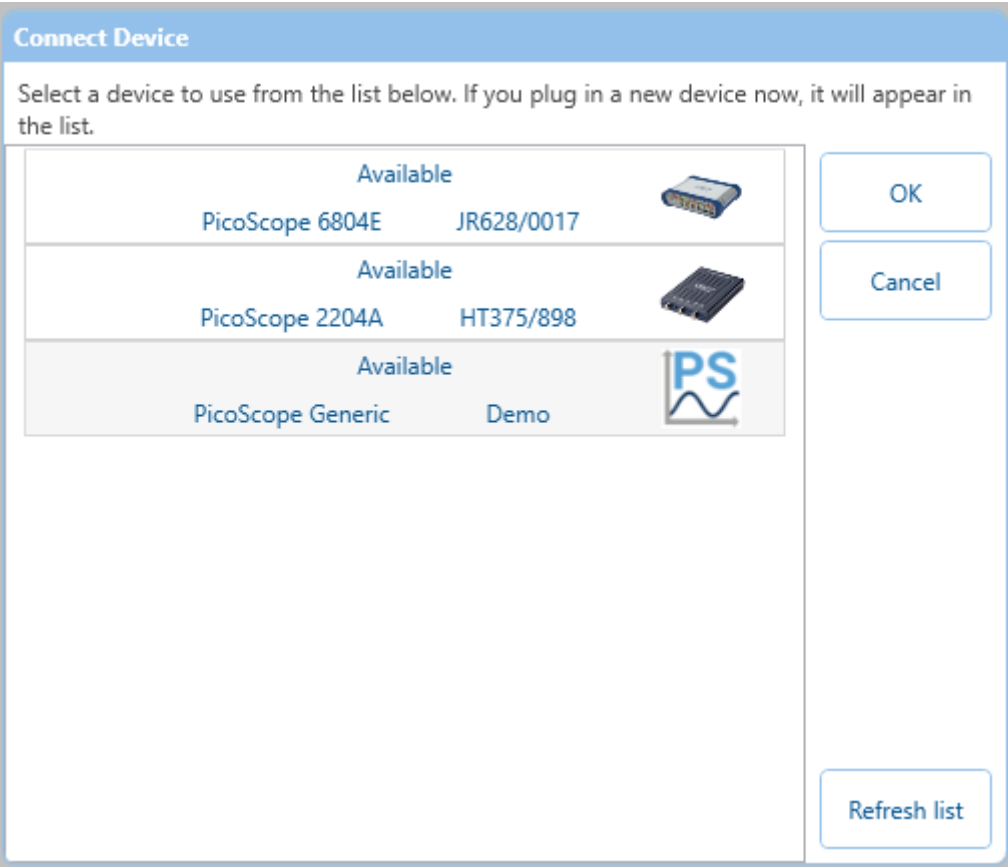 Connect Device
Select a device to use from the list below. If you plug in a new device now, it will appear in
the list.
Available
PicoScope 6804E JR628/0017
Available
PicoScope 2204A HT375/898
Available
PicoScope Generic Demo
PS
OK
Cancel
Refresh list